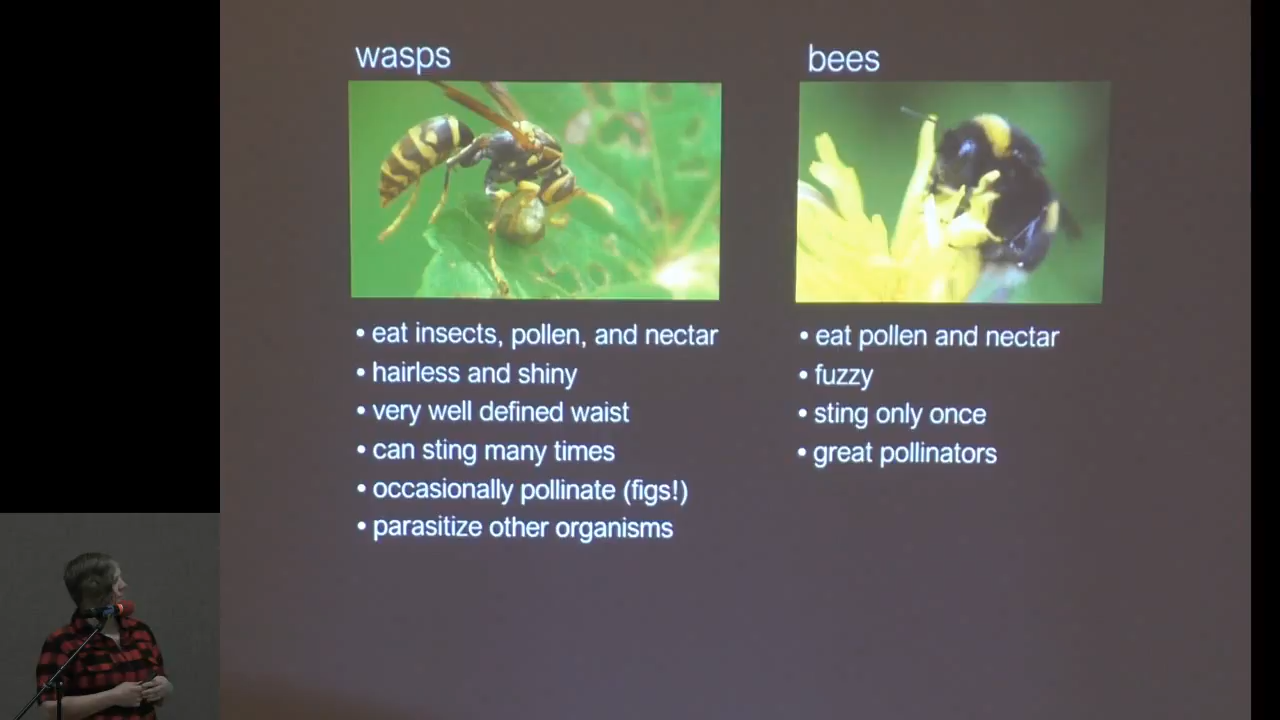 wasps
• eat insects, pollen, and nectar
• hairless and shiny
• very well defined waist
• can sting many times
• occasionally pollinate (figs!)
• parasitize other organisms
bees
• eat pollen and nectar
• fuzzy
• sting only once
• great pollinators